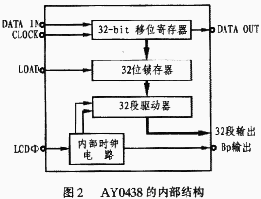 DATA IN
CLOCK
32-bit 移位寄存器
DATA OUT
LOAD
32位锁存器
32段驱动器
32段输出
LCDΦ
内部时钟
电路
Bp输出
图2 AY0438的内部结构